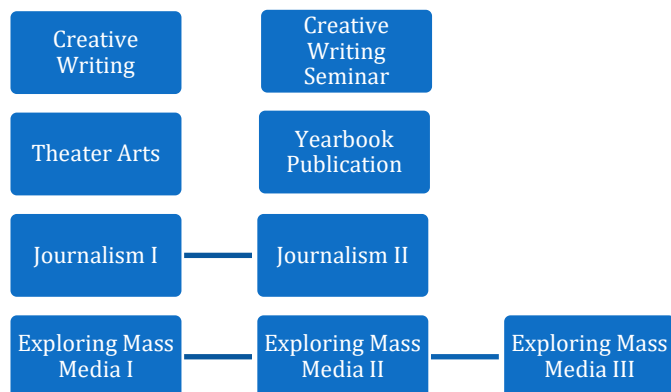 Creative
Writing
Creative
Writing
Seminar
Theater Arts
Yearbook
Publication
Journalism I
Journalism II
Exploring Mass
Media I
Exploring Mass
Media II
Exploring Mass
Media III